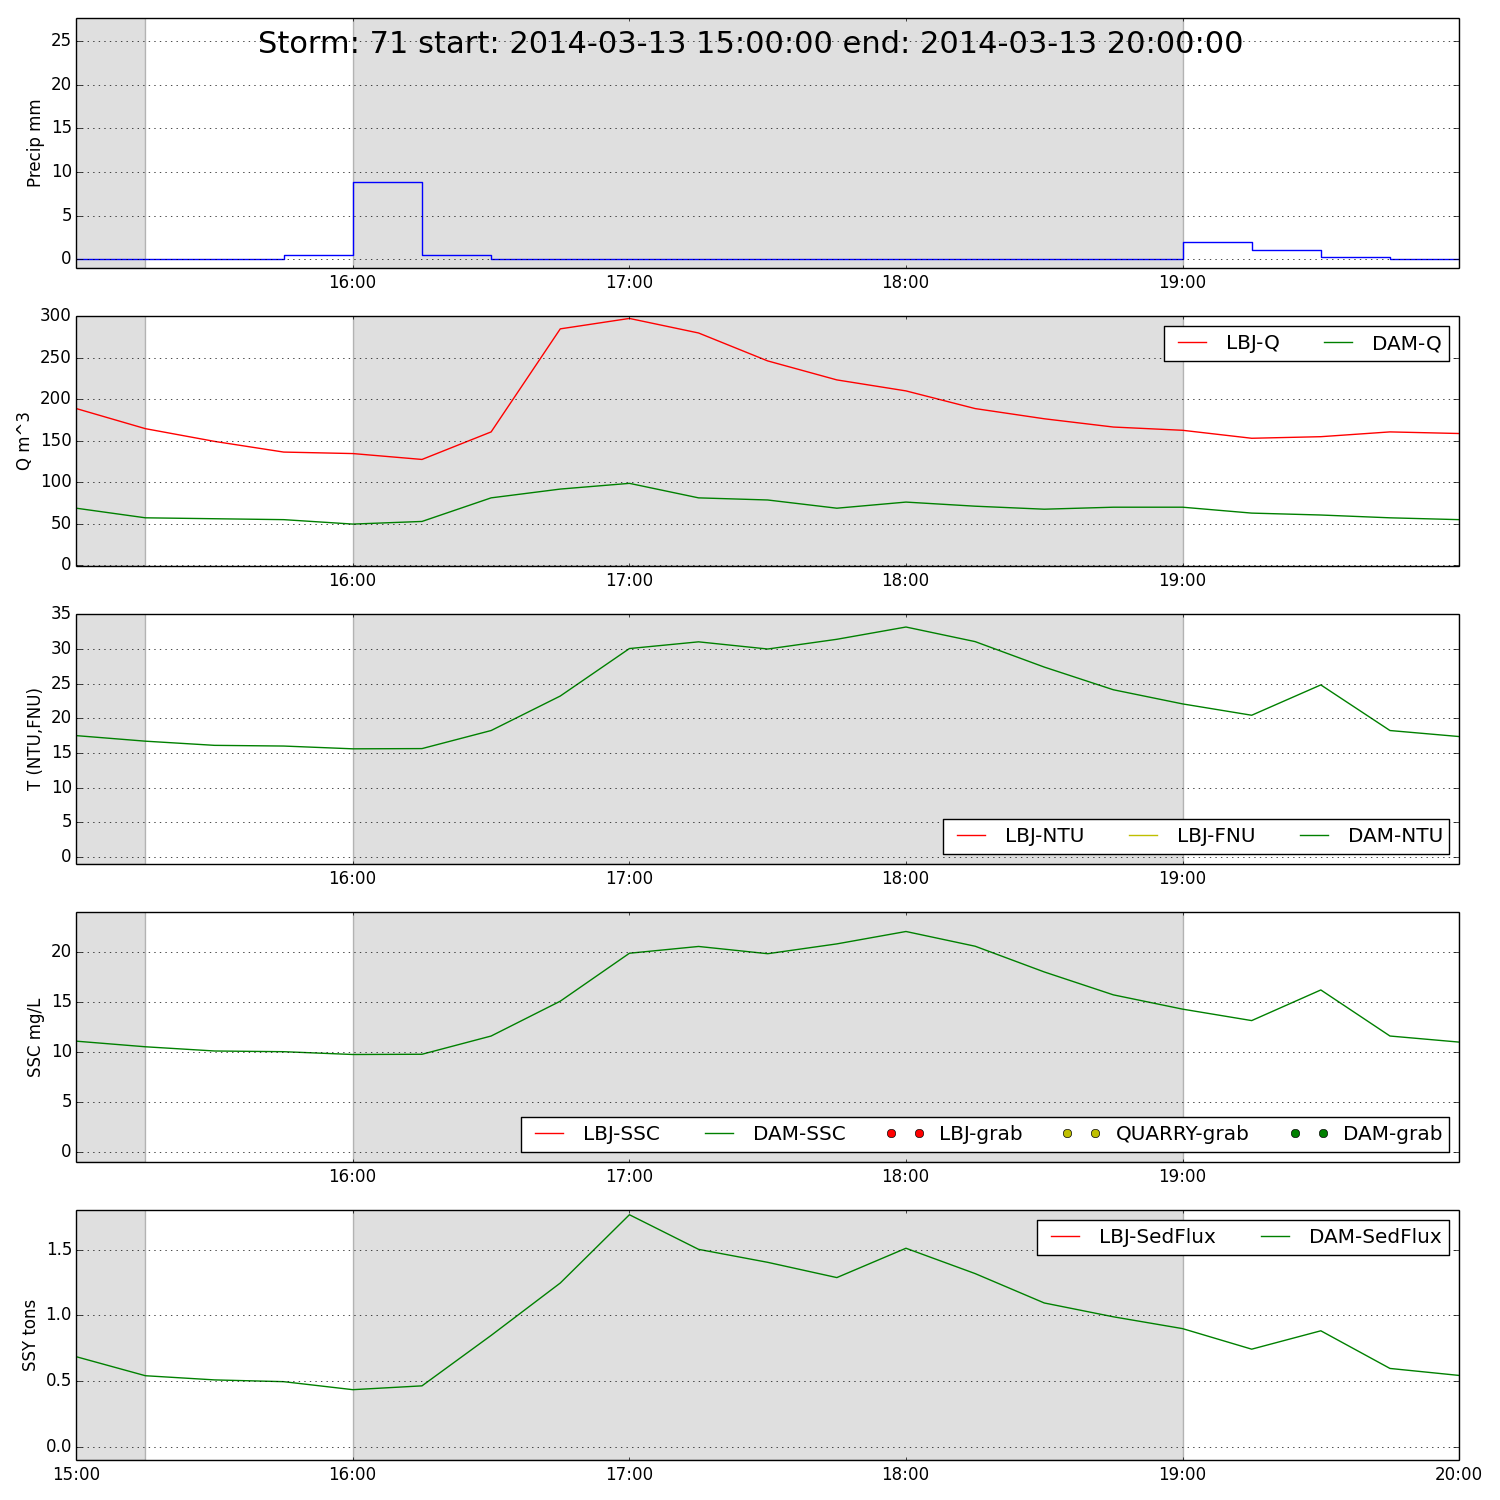 Storm: 71 start: 2014-03-13 15:00:00 end: 2014-03-13 20:00:00
Precip mm
25
20
15
10
5
0
16:00 17:00 18:00 19:00
Q m^3
300
250
200
150
100
50
0
LBJ-Q DAM-Q
16:00 17:00 18:00 19:00
T (NTU,FNU)
35
30
25
20
15
10
5
0
LBJ-NTU LBJ-FNU DAM-NTU
16:00 17:00 18:00 19:00
SSC mg/L
20
15
10
5
0
LBJ-SSC DAM-SSC LBJ-grab QUARRY-grab DAM-grab
16:00 17:00 18:00 19:00
SSY tons
1.5
1.0
0.5
0.0
LBJ-SedFlux DAM-SedFlux
15:00 16:00 17:00 18:00 19:00 20:00